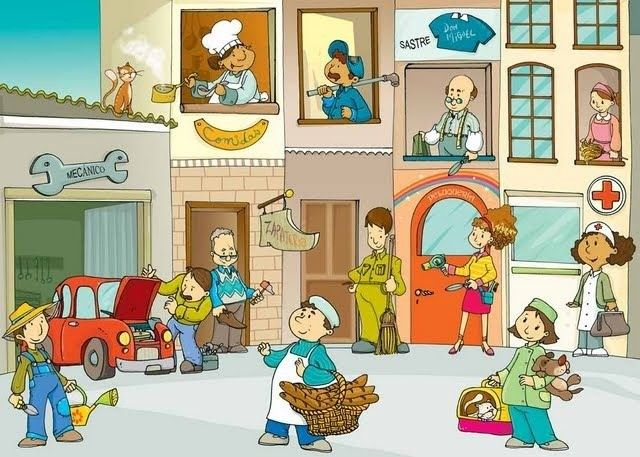 SASTRE
Don
Miguel
Comidas
MECÁNICO
ZAPATERO
PELUQUERÍA